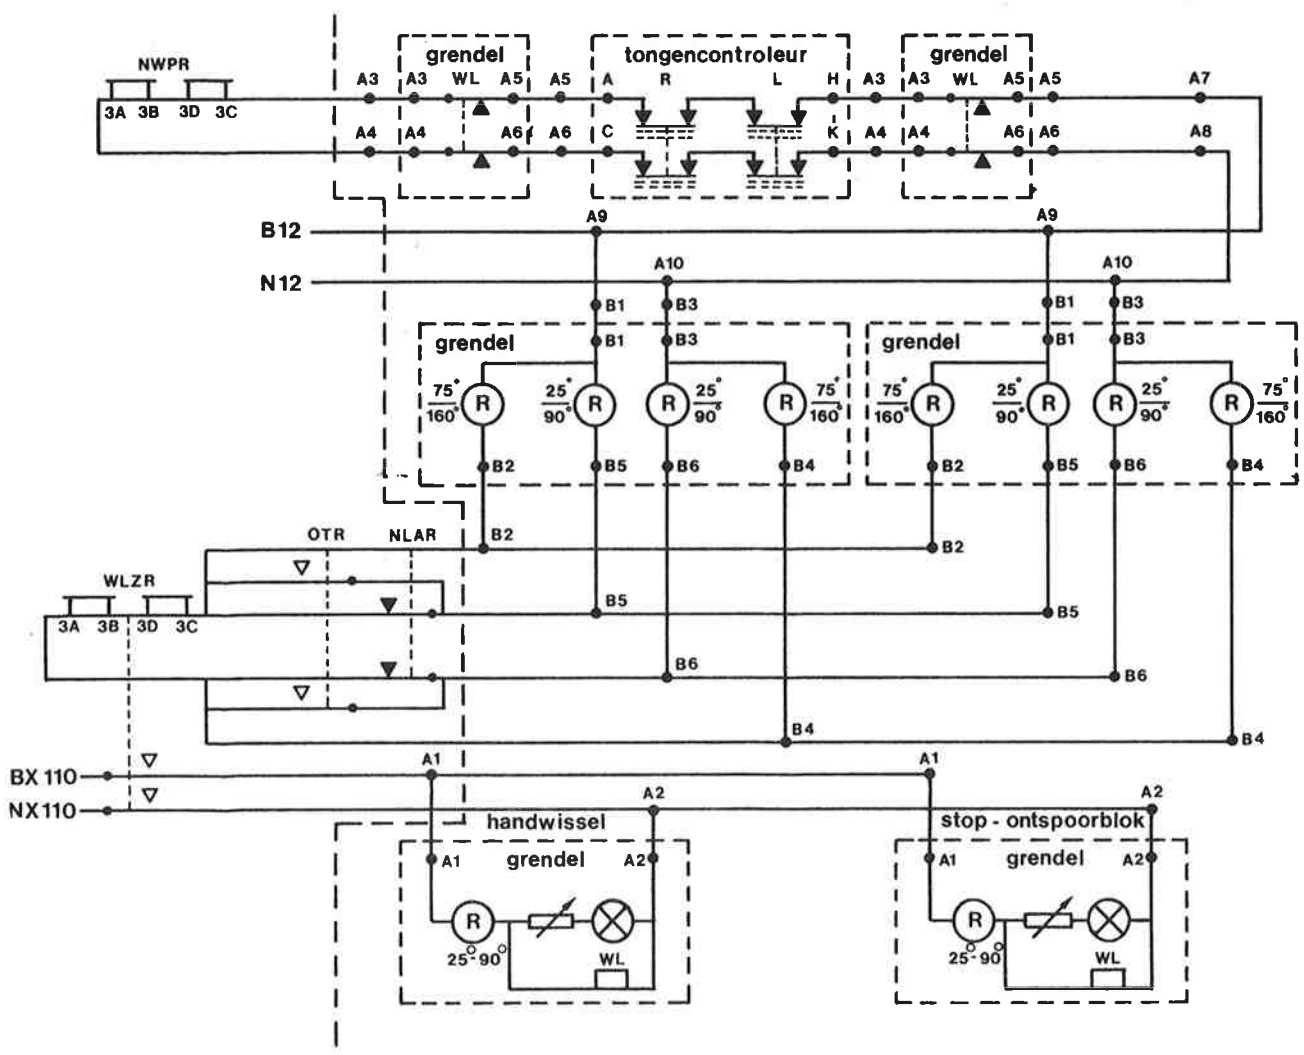 grendel tongencontroleur grendel
NWPR
A3 A3 WL A5 A5 A R L H A3 A3 WL A5 A5 A7
3A 3B 3D 3C
A4 A4 A6 A6 C K A4 A4 A6 A6 A8
A9 A9
B12
A10 A10
N12
B1 B3 B1 B3
B1 B3 B1 B3
grendel grendel
75°/160° R 25°/90° R R 25°/90° R 75°/160° 75°/160° R 25°/90° R R 25°/90° R 75°/160°
B2 B5 B6 B4 B2 B5 B6 B4
OTR NLAR B2 B2
WLZR
B5 B5
3A 3B 3D 3C
B6 B6
B4 B4
A1 A1
BX 110
A2 A2
NX 110
handwissel stop - ontspoorblok
A1 grendel A2 A1 grendel A2
R R
25°-90° WL 25°-90° WL